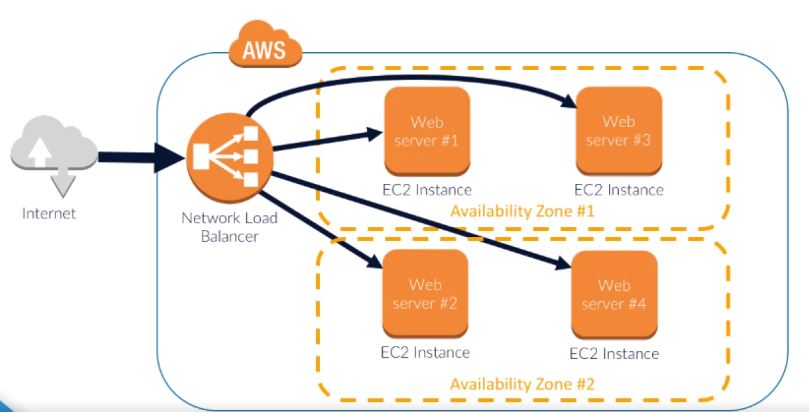 AWS
Web
server #1
Web
server #3
EC2 Instance
EC2 Instance
Availability Zone #1
Internet
Network Load
Balancer
Web
server #2
Web
server #4
EC2 Instance
EC2 Instance
Availability Zone #2